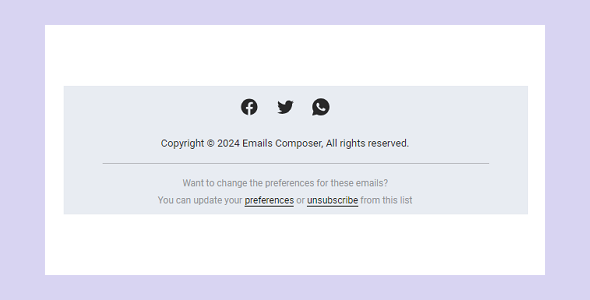 Copyright © 2024 Emails Composer, All rights reserved.
Want to change the preferences for these emails?
You can update your preferences or unsubscribe from this list